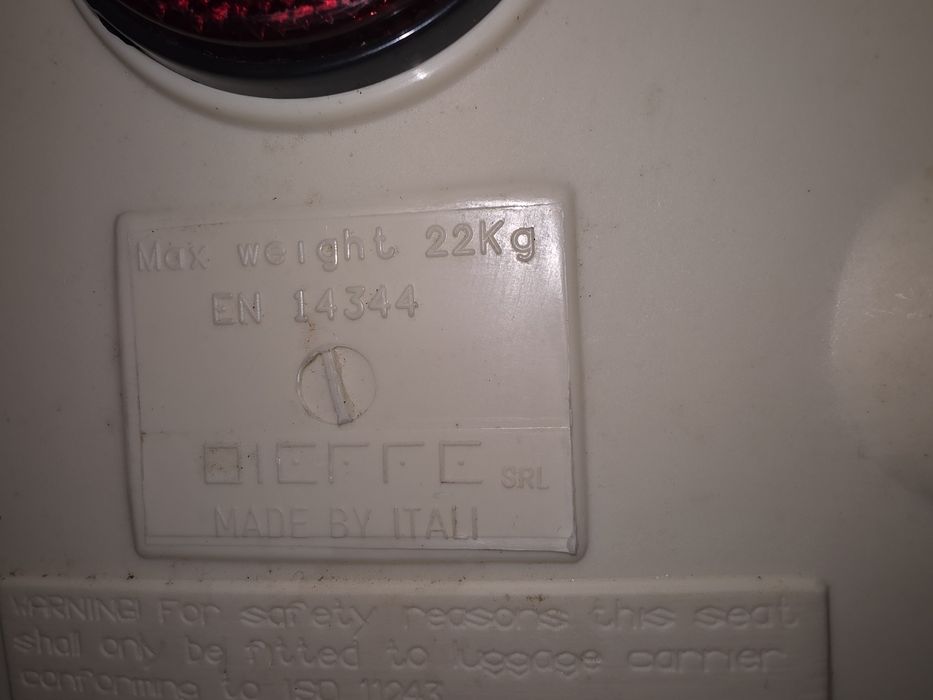 Max weight 22Kg
EN 14344
DIEFFE SRL
MADE BY ITALI
WARNING! For safety reasons this seat
shall only be fitted to luggage carrier
conforming to ISO 11243